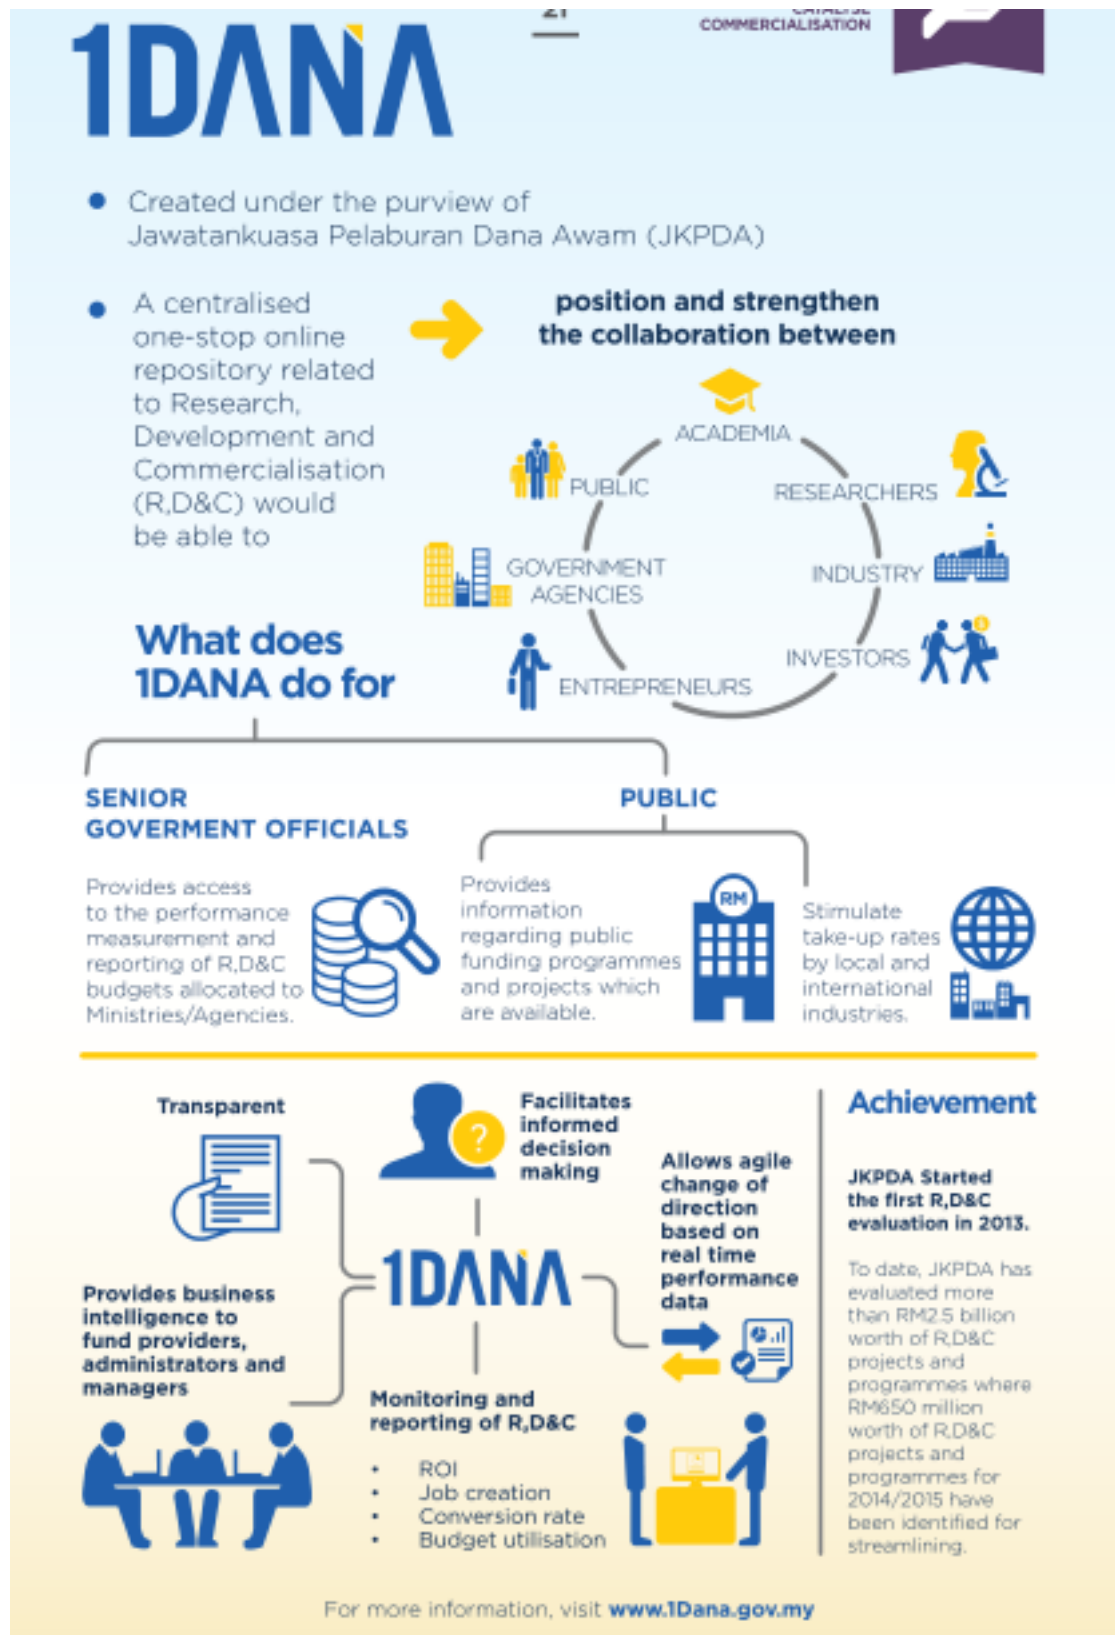 21
CATALYSE
COMMERCIALISATION
1DANA
• Created under the purview of
Jawatankuasa Pelaburan Dana Awam (JKPDA)
• A centralised
one-stop online
repository related
to Research,
Development and
Commercialisation
(R,D&C) would
be able to
position and strengthen
the collaboration between
ACADEMIA
PUBLIC
RESEARCHERS
GOVERNMENT
AGENCIES
INDUSTRY
INVESTORS
ENTREPRENEURS
What does
1DANA do for
SENIOR
GOVERMENT OFFICIALS
Provides access
to the performance
measurement and
reporting of R,D&C
budgets allocated to
Ministries/Agencies.
PUBLIC
Provides
information
regarding public
funding programmes
and projects which
are available.
RM
Stimulate
take-up rates
by local and
international
industries.
Transparent
?
Facilitates
informed
decision
making
Allows agile
change of
direction
based on
real time
performance
data
1DANA
Provides business
intelligence to
fund providers,
administrators and
managers
Monitoring and
reporting of R,D&C
• ROI
• Job creation
• Conversion rate
• Budget utilisation
Achievement
JKPDA Started
the first R,D&C
evaluation in 2013.
To date, JKPDA has
evaluated more
than RM2.5 billion
worth of R,D&C
projects and
programmes where
RM650 million
worth of R,D&C
projects and
programmes for
2014/2015 have
been identified for
streamlining.
For more information, visit www.1Dana.gov.my